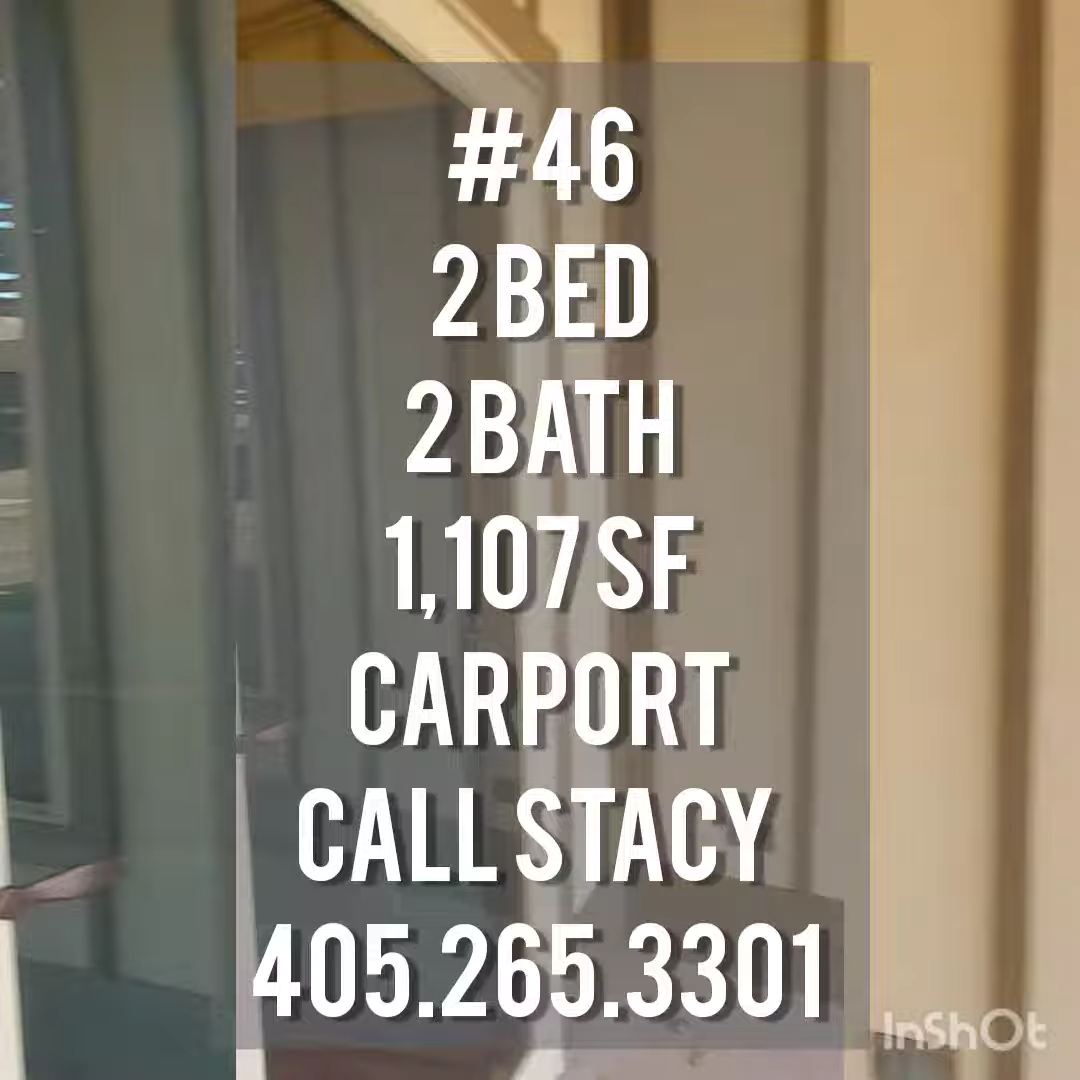 #46
2 BED
2 BATH
1,107 SF
CARPORT
CALL STACY
405.265.3301
InShOt